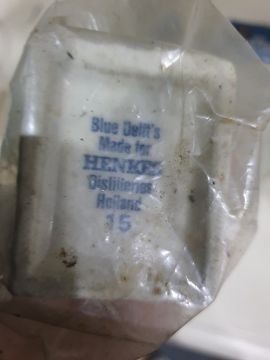 Blue Delft's
Made for
HENKES
Distilleries
Holland
15